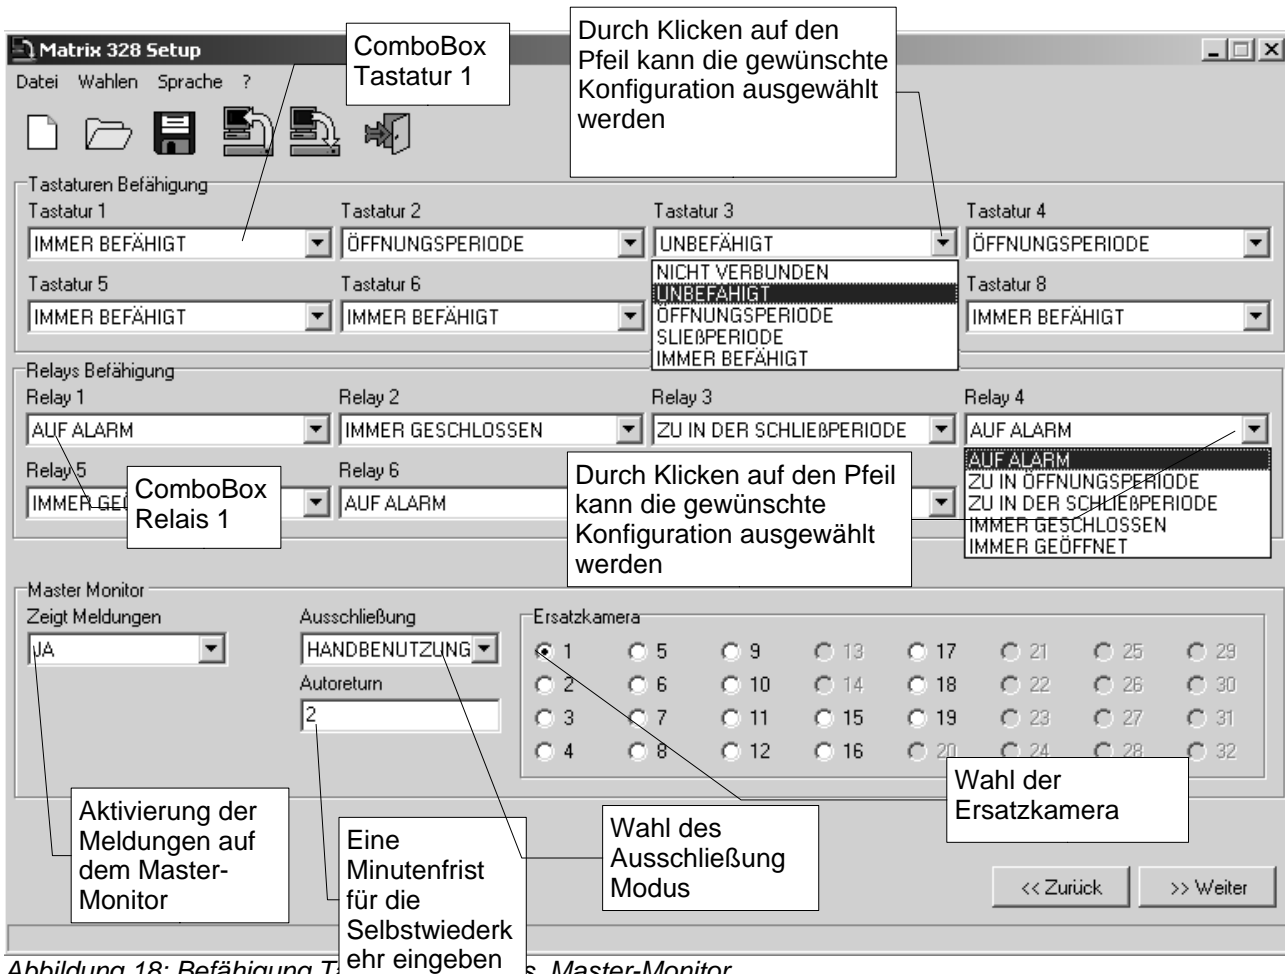 Matrix 328 Setup
Datei Wahlen Sprache ?
ComboBox
Tastatur 1
Durch Klicken auf den
Pfeil kann die gewünschte
Konfiguration ausgewählt
werden
Tastaturen Befähigung
Tastatur 1 Tastatur 2 Tastatur 3 Tastatur 4
IMMER BEFÄHIGT ÖFFNUNGSPERIODE UNBEFÄHIGT ÖFFNUNGSPERIODE
NICHT VERBUNDEN
UNBEFÄHIGT
ÖFFNUNGSPERIODE
SLIEßPERIODE
IMMER BEFÄHIGT
Tastatur 5 Tastatur 6 Tastatur 8
IMMER BEFÄHIGT IMMER BEFÄHIGT IMMER BEFÄHIGT
Relays Befähigung
Relay 1 Relay 2 Relay 3 Relay 4
AUF ALARM IMMER GESCHLOSSEN ZU IN DER SCHLIEßPERIODE AUF ALARM
AUF ALARM
ZU IN ÖFFNUNGSPERIODE
ZU IN DER SCHLIEßPERIODE
IMMER GESCHLOSSEN
IMMER GEÖFFNET
Relay 5 Relay 6
IMMER AUF ALARM
ComboBox
Relais 1
Durch Klicken auf den Pfeil
kann die gewünschte
Konfiguration ausgewählt
werden
Master Monitor
Zeigt Meldungen Ausschließung Ersatzkamera
JA HANDBENUTZUNG
Autoreturn
2
1 5 9 13 17 21 25 29
2 6 10 14 18 22 26 30
3 7 11 15 19 23 27 31
4 8 12 16 20 24 28 32
Aktivierung der
Meldungen auf
dem Master-
Monitor
Eine
Minutenfrist
für die
Selbstwiederk
ehr eingeben
Wahl des
Ausschließung
Modus
Wahl der
Ersatzkamera
<< Zurück >> Weiter
Abbildung 18: Befähigung Master-Monitor